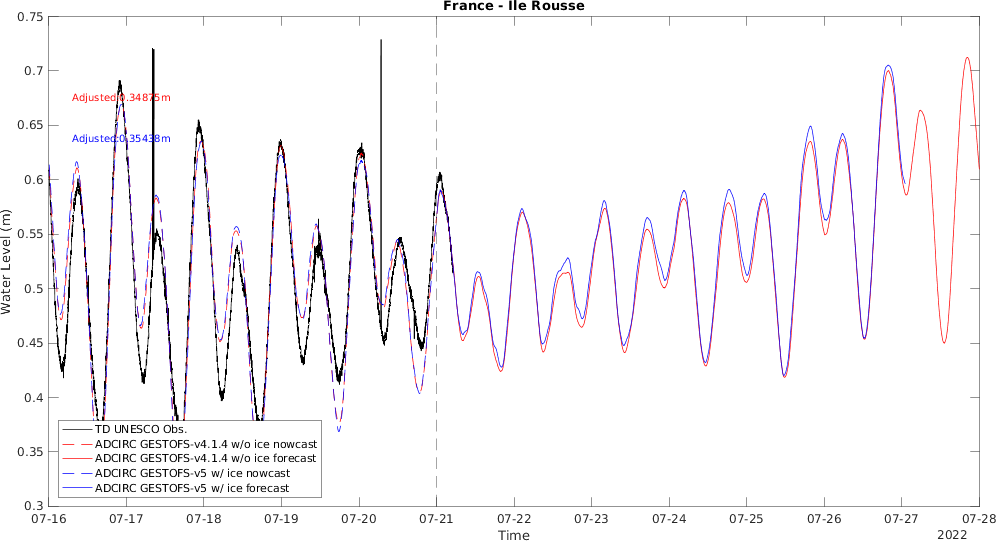 France - Ile Rousse
Water Level (m)
0.75
0.7
0.65
0.6
0.55
0.5
0.45
0.4
0.35
0.3
Adjusted:0.34875m
Adjusted:0.35438m
TD UNESCO Obs.
ADCIRC GESTOFS-v4.1.4 w/o ice nowcast
ADCIRC GESTOFS-v4.1.4 w/o ice forecast
ADCIRC GESTOFS-v5 w/ ice nowcast
ADCIRC GESTOFS-v5 w/ ice forecast
07-16 07-17 07-18 07-19 07-20 07-21 07-22 07-23 07-24 07-25 07-26 07-27 07-28
Time
2022